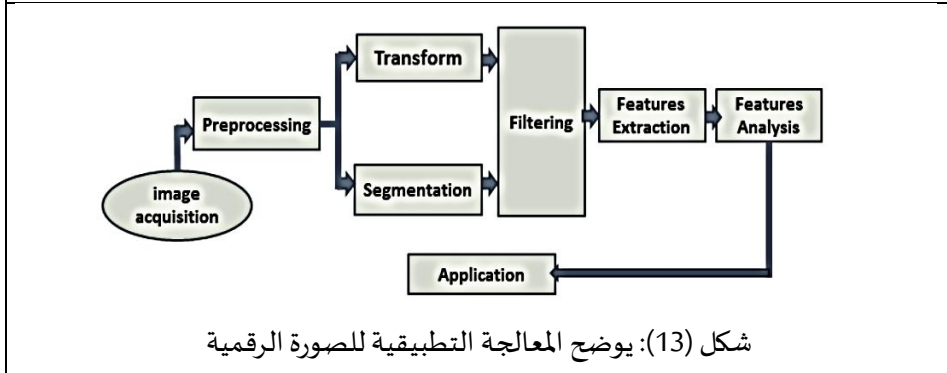 Transform
Preprocessing
Filtering
Features
Extraction
Features
Analysis
Segmentation
image
acquisition
Application
شكل (13): يوضح المعالجة التطبيقية للصورة الرقمية